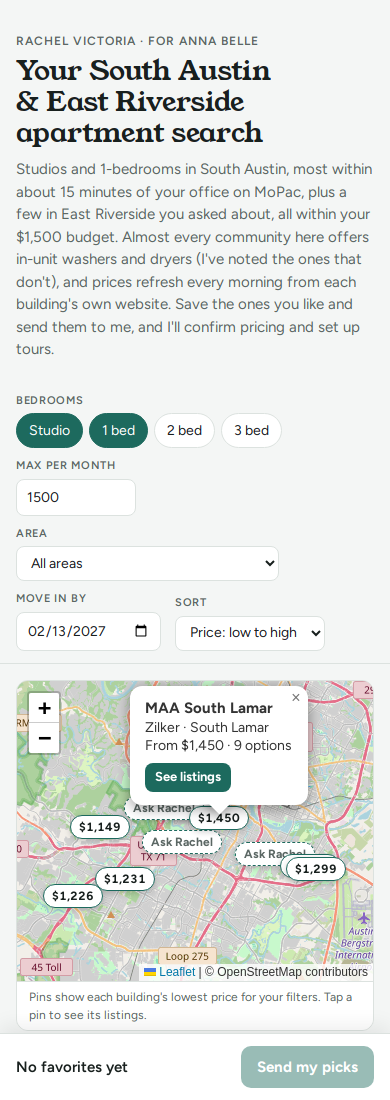 RACHEL VICTORIA · FOR ANNA BELLE
Your South Austin
& East Riverside
apartment search
Studios and 1-bedrooms in South Austin, most within
about 15 minutes of your office on MoPac, plus a
few in East Riverside you asked about, all within your
$1,500 budget. Almost every community here offers
in-unit washers and dryers (I've noted the ones that
don't), and prices refresh every morning from each
building's own website. Save the ones you like and
send them to me, and I'll confirm pricing and set up
tours.
BEDROOMS
Studio 1 bed 2 bed 3 bed
MAX PER MONTH
1500
AREA
All areas
MOVE IN BY SORT
02/13/2027 Price: low to high
+
−
MAA South Lamar
×
Zilker · South Lamar
From $1,450 · 9 options
See listings
Ask Rachel
$1,450
$1,149
Ask Rachel
TX 71
Ask Rachel
$1,299
$1,231
$1,226
Loop 275
45 Toll
Leaflet | © OpenStreetMap contributors
Pins show each building's lowest price for your filters. Tap a
pin to see its listings.
No favorites yet Send my picks